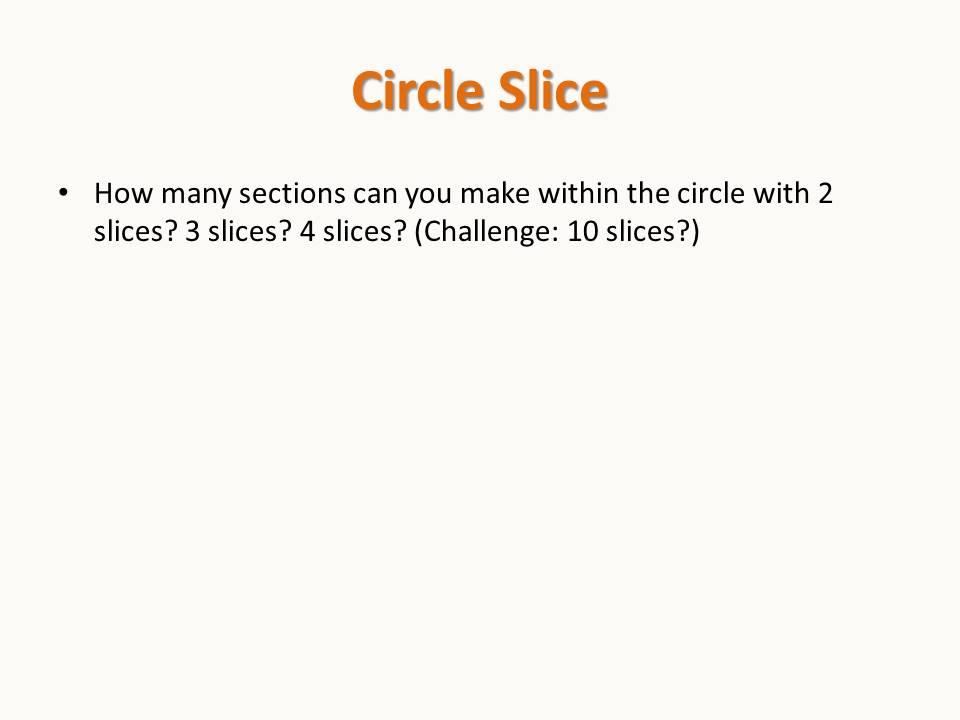 Circle Slice
• How many sections can you make within the circle with 2
slices? 3 slices? 4 slices? (Challenge: 10 slices?)